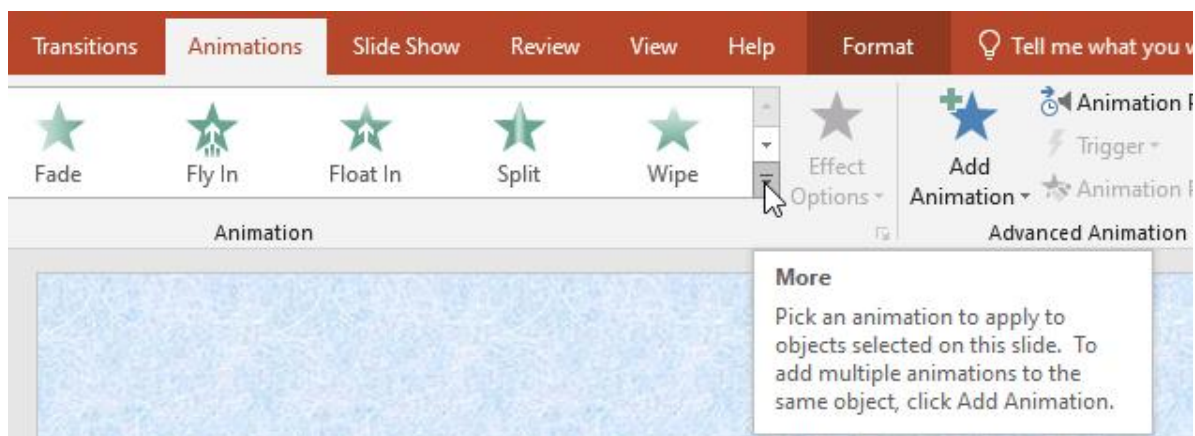 Transitions Animations Slide Show Review View Help Format Tell me what you
Fade Fly In Float In Split Wipe
Effect Options
Add Animation
Animation
Trigger
Animation
Animation
Advanced Animation
More
Pick an animation to apply to
objects selected on this slide. To
add multiple animations to the
same object, click Add Animation.